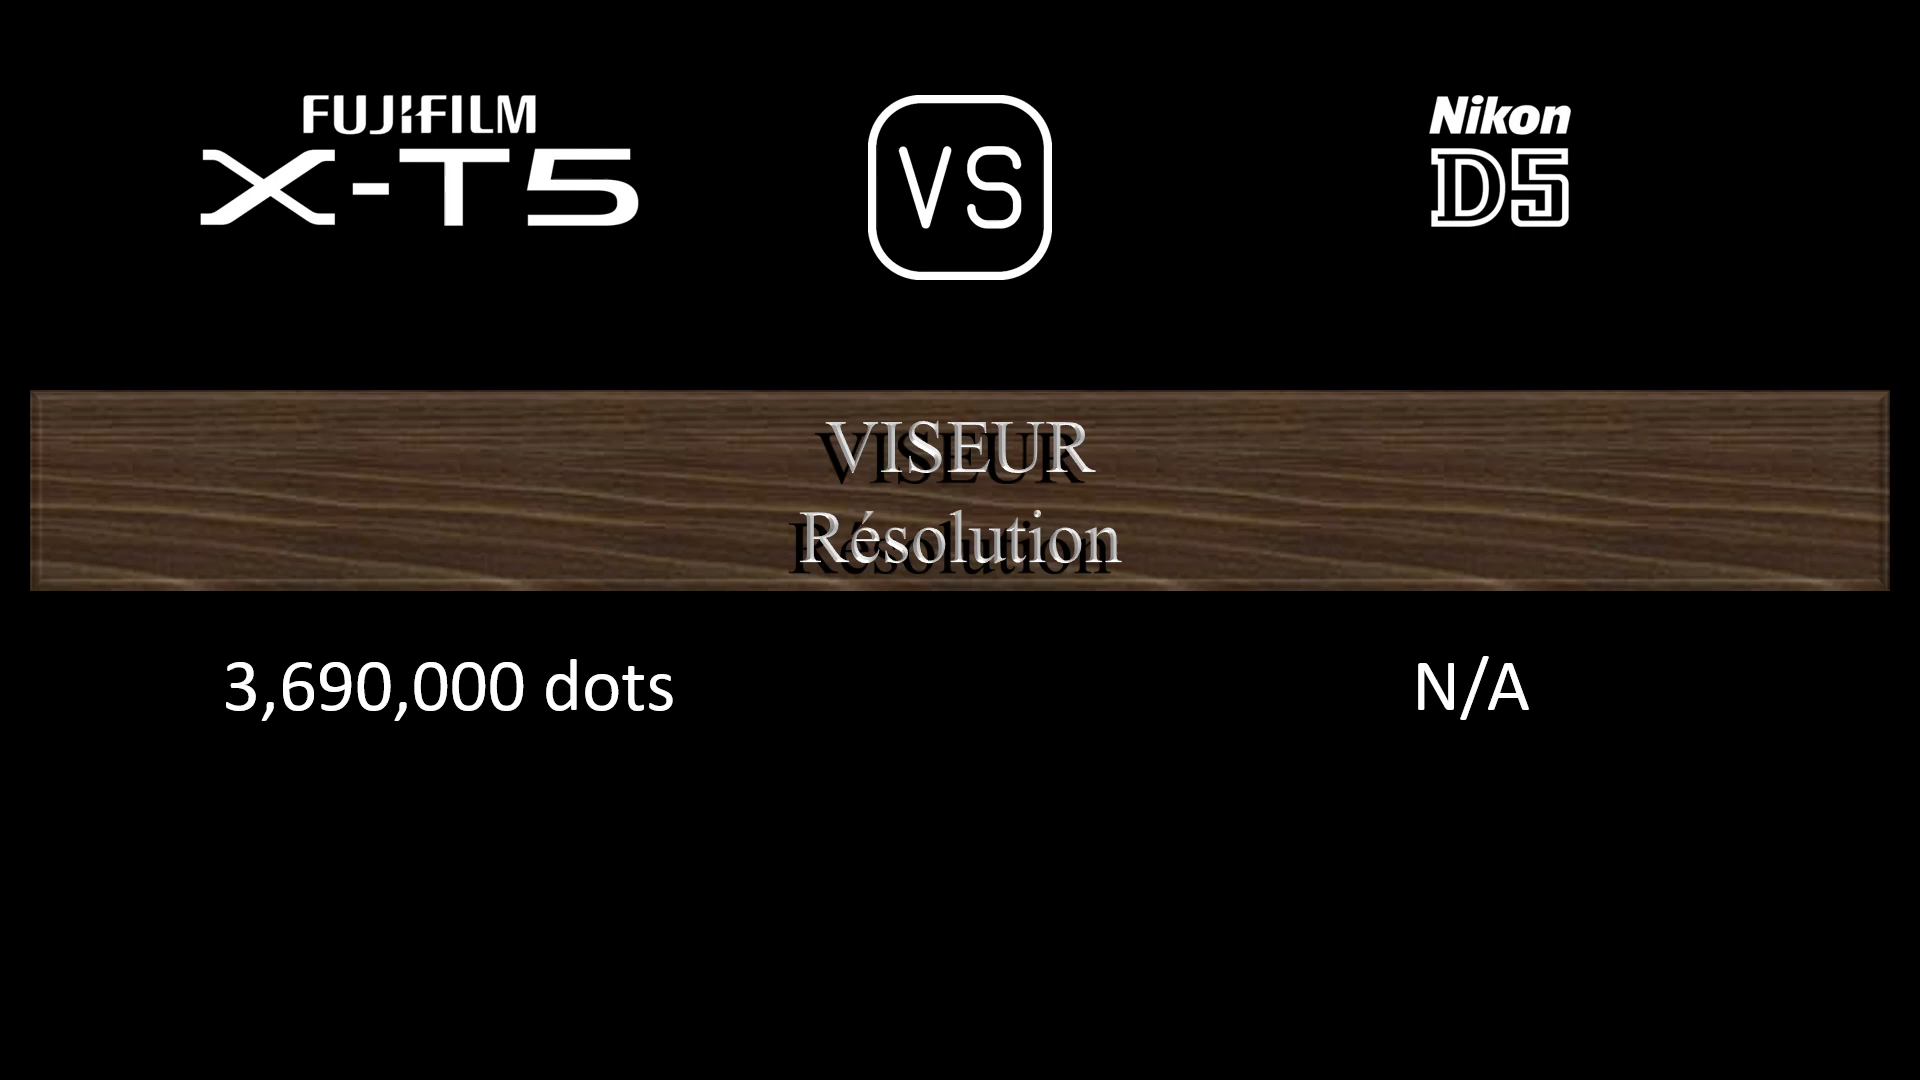 FUJIFILM
X-T5
VS
Nikon
D5
VISEUR
Résolution
3,690,000 dots
N/A